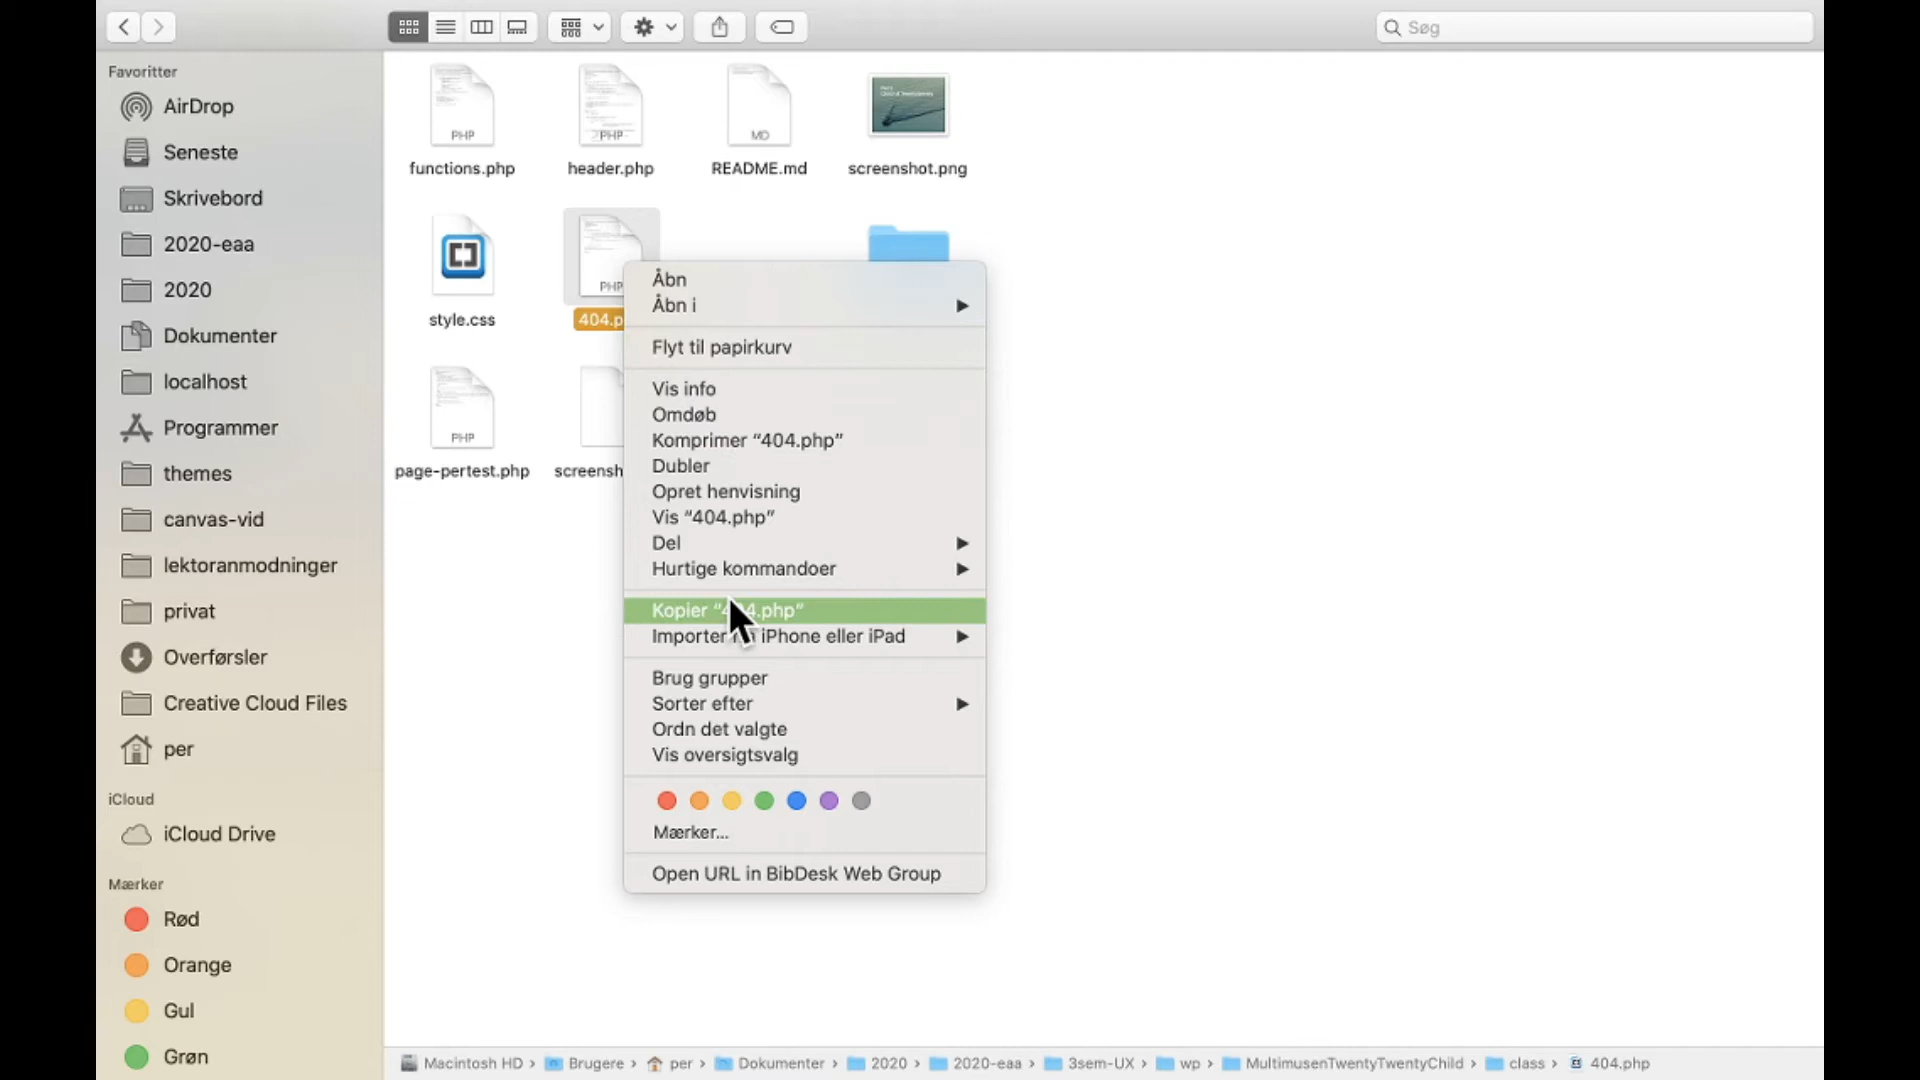 Søg
Favoritter
AirDrop
Seneste
Skrivebord
2020-eaa
2020
Dokumenter
localhost
Programmer
themes
canvas-vid
lektoranmodninger
privat
Overførsler
Creative Cloud Files
per
iCloud
iCloud Drive
Mærker
Rød
Orange
Gul
Grøn
PHP
functions.php
PHP
header.php
MD
README.md
screenshot.png
style.css
PHP
404.p
PHP
page-pertest.php
screensh
Åbn
Åbn i
Flyt til papirkurv
Vis info
Omdøb
Komprimer “404.php”
Dubler
Opret henvisning
Vis “404.php”
Del
Hurtige kommandoer
Kopier “404.php”
Importer iPhone eller iPad
Brug grupper
Sorter efter
Ordn det valgte
Vis oversigtsvalg
Mærker...
Open URL in BibDesk Web Group
Macintosh HD › Brugere › per › Dokumenter › 2020 › 2020-eaa › 3sem-UX › wp › MultimusenTwentyTwentyChild › class › 404.php